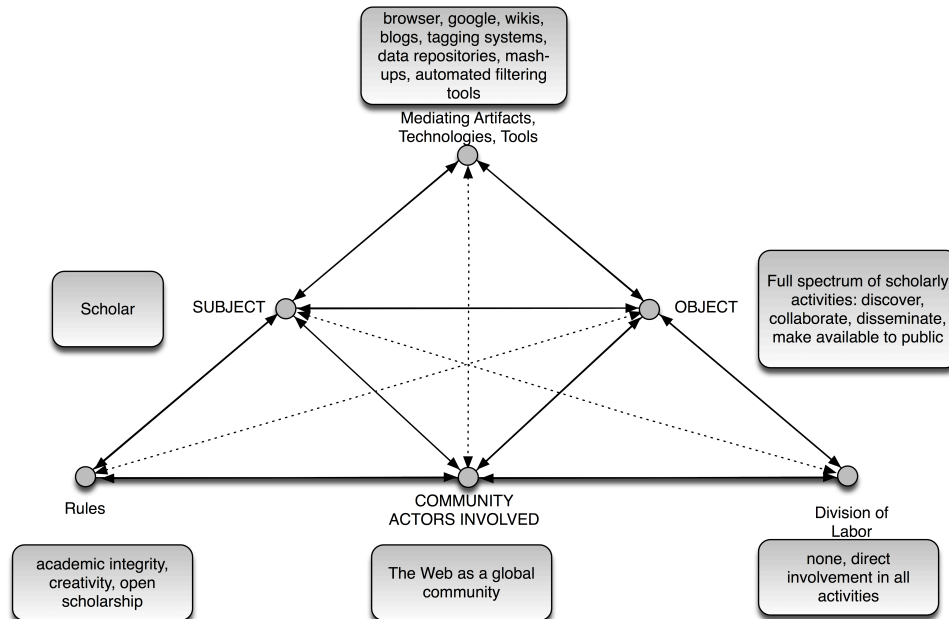 browser, google, wikis,
blogs, tagging systems,
data repositories, mash-
ups, automated filtering
tools
Mediating Artifacts,
Technologies, Tools
Scholar
SUBJECT
OBJECT
Full spectrum of scholarly
activities: discover,
collaborate, disseminate,
make available to public
Rules
COMMUNITY
ACTORS INVOLVED
Division of
Labor
academic integrity,
creativity, open
scholarship
The Web as a global
community
none, direct
involvement in all
activities